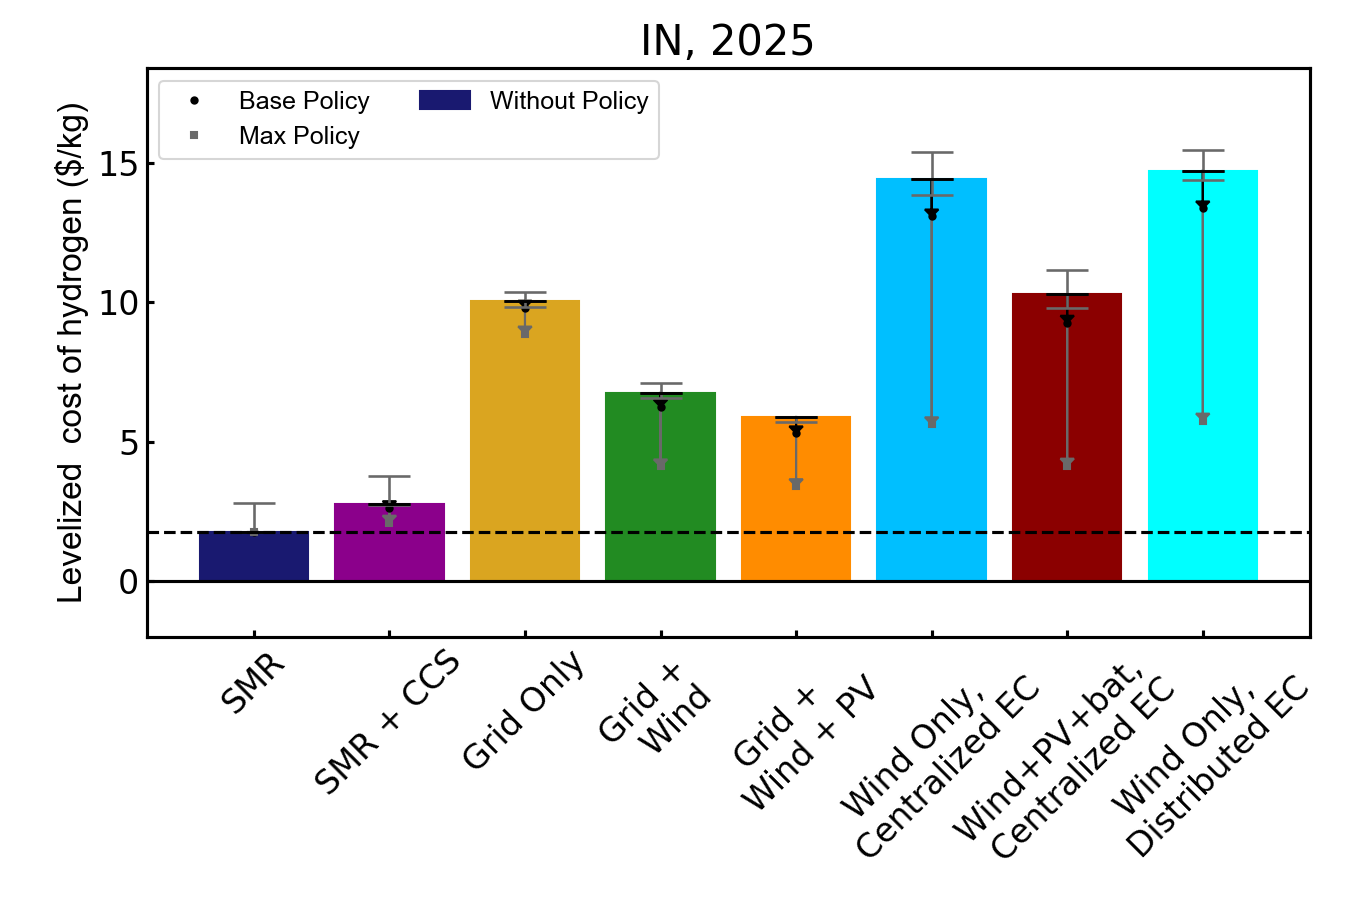 IN, 2025
Base Policy
Max Policy
Without Policy
Levelized cost of hydrogen ($/kg)
15
10
5
0
SMR
SMR + CCS
Grid Only
Grid +
Wind
Grid +
Wind + PV
Wind Only,
Centralized EC
Wind+PV+bat,
Centralized EC
Wind Only,
Distributed EC